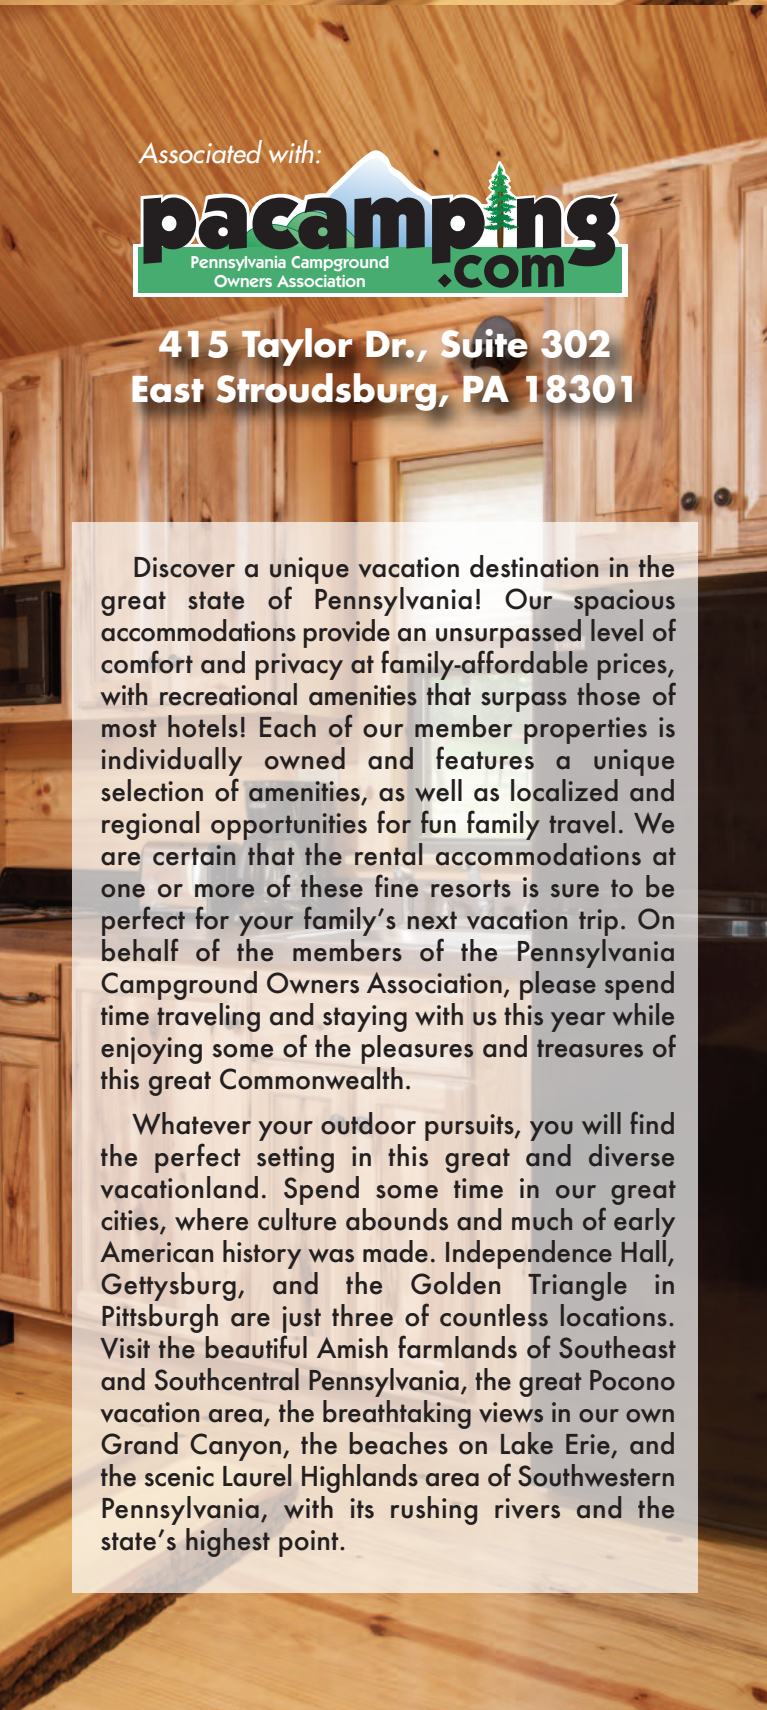 Associated with:
pacamping
.com
Pennsylvania Campground
Owners Association
415 Taylor Dr., Suite 302
East Stroudsburg, PA 18301
Discover a unique vacation destination in the
great state of Pennsylvania! Our spacious
accommodations provide an unsurpassed level of
comfort and privacy at family-affordable prices,
with recreational amenities that surpass those of
most hotels! Each of our member properties is
individually owned and features a unique
selection of amenities, as well as localized and
regional opportunities for fun family travel. We
are certain that the rental accommodations at
one or more of these fine resorts is sure to be
perfect for your family’s next vacation trip. On
behalf of the members of the Pennsylvania
Campground Owners Association, please spend
time traveling and staying with us this year while
enjoying some of the pleasures and treasures of
this great Commonwealth.
Whatever your outdoor pursuits, you will find
the perfect setting in this great and diverse
vacationland. Spend some time in our great
cities, where culture abounds and much of early
American history was made. Independence Hall,
Gettysburg, and the Golden Triangle in
Pittsburgh are just three of countless locations.
Visit the beautiful Amish farmlands of Southeast
and Southcentral Pennsylvania, the great Pocono
vacation area, the breathtaking views in our own
Grand Canyon, the beaches on Lake Erie, and
the scenic Laurel Highlands area of Southwestern
Pennsylvania, with its rushing rivers and the
state’s highest point.